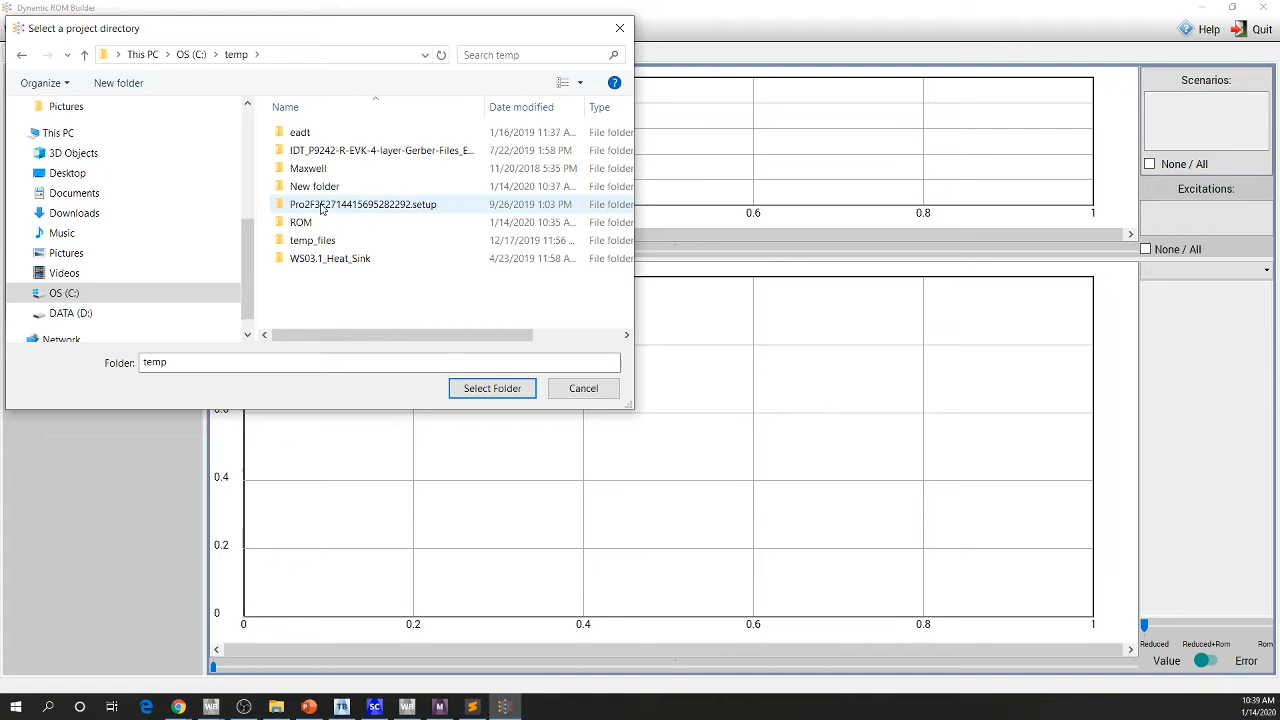 Dynamic ROM Builder
Select a project directory
This PC
OS (C:)
temp
Search temp
Help
Quit
Organize
New folder
Name
Date modified
Type
Pictures
This PC
3D Objects
Desktop
Documents
Downloads
Music
Pictures
Videos
OS (C:)
DATA (D:)
Network
eadt 1/16/2019 11:37 A... File folder
IDT_P9242-R-EVK-4-layer-Gerber-Files_E... 7/22/2019 1:58 PM File folder
Maxwell 11/20/2018 5:35 PM File folder
New folder 1/14/2020 10:37 A... File folder
Pro2F3F2714415695282292.setup 9/26/2019 1:03 PM File folder
ROM 1/14/2020 10:35 A... File folder
temp_files 12/17/2019 11:56 ... File folder
WS03.1_Heat_Sink 4/23/2019 11:58 A... File folder
Folder: temp
Select Folder
Cancel
Scenarios:
None / All
Excitations:
None / All
0.6 0.8 1
0.4
0.2
0
0 0.2 0.4 0.6 0.8 1
Reduced Reduced+Rom Rom
Value Error
10:39 AM
1/14/2020